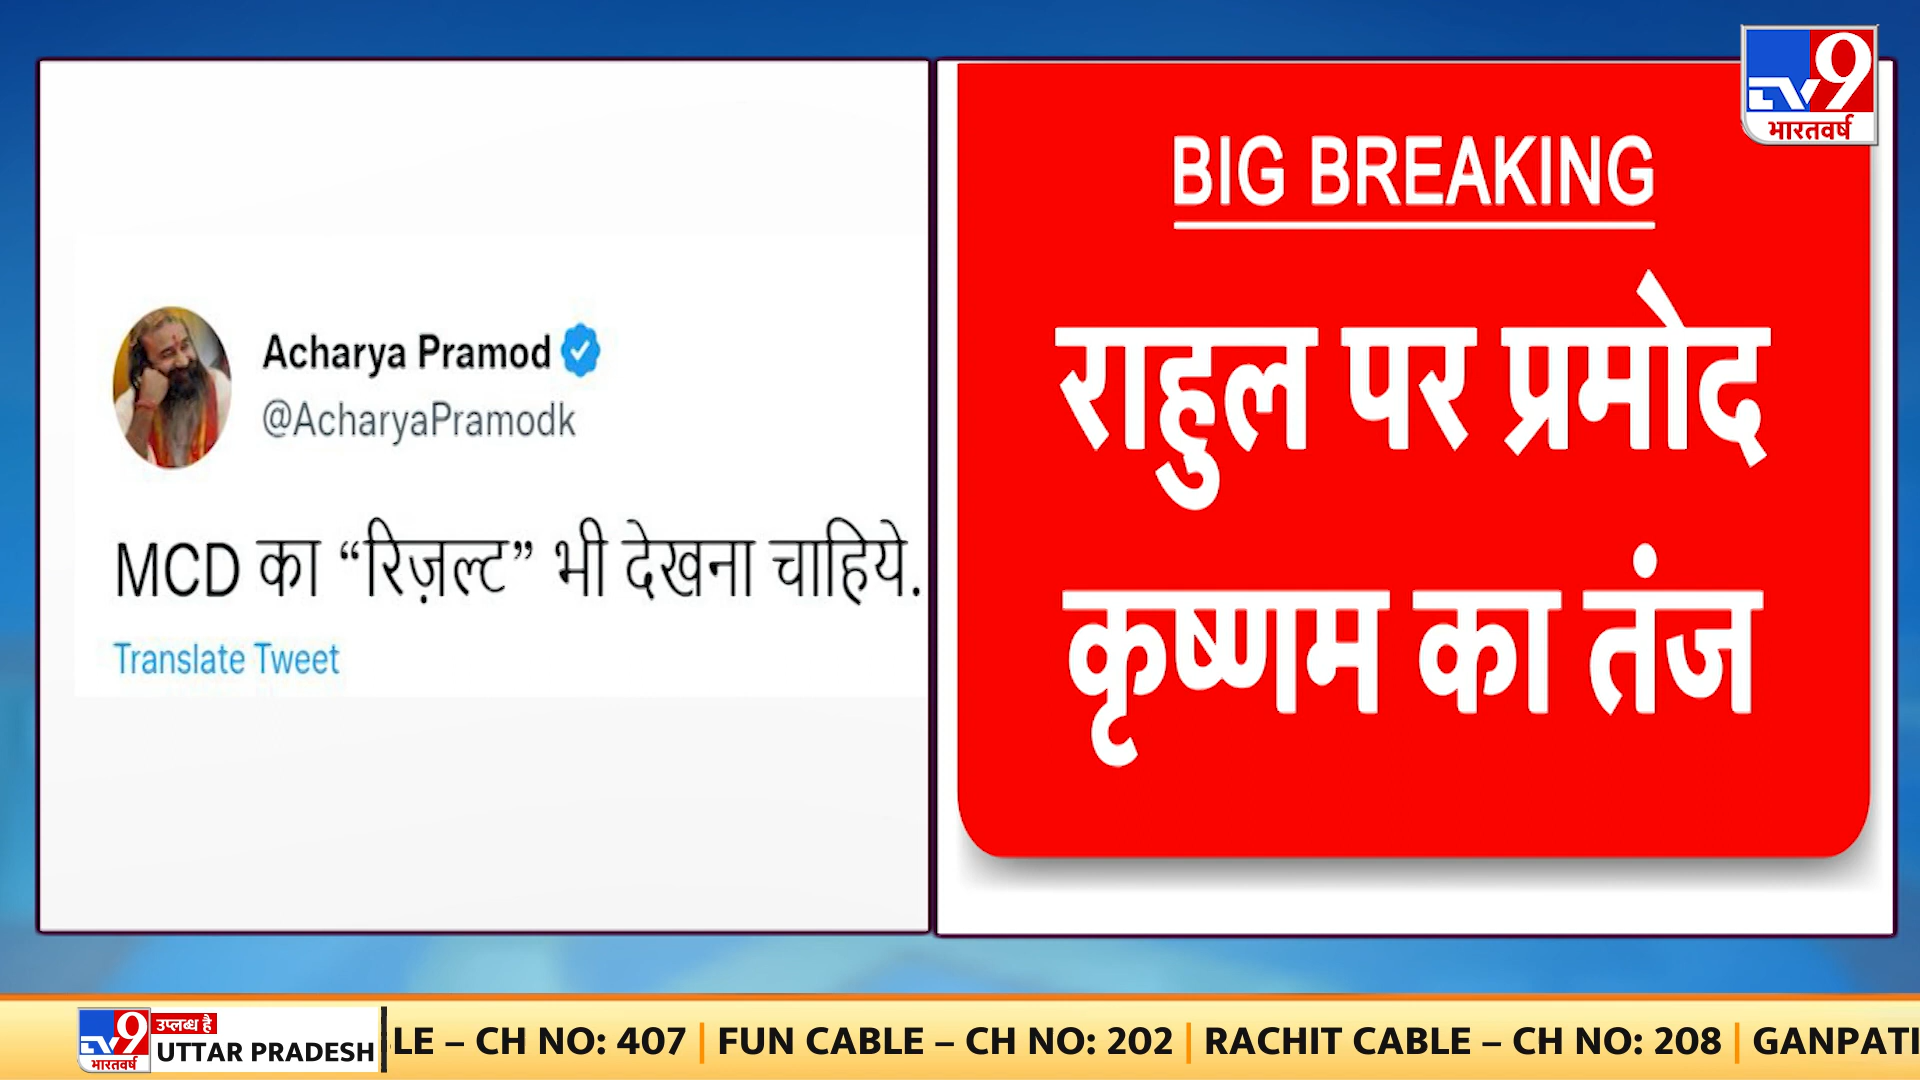 TV9
भारतवर्ष
BIG BREAKING
राहुल पर प्रमोद
कृष्णम का तंज
Acharya Pramod
@AcharyaPramodk
MCD का “रिज़ल्ट” भी देखना चाहिये.
Translate Tweet
TV9 उपलब्ध है
भारतवर्ष UTTAR PRADESH
LE – CH NO: 407 | FUN CABLE – CH NO: 202 | RACHIT CABLE – CH NO: 208 | GANPATI